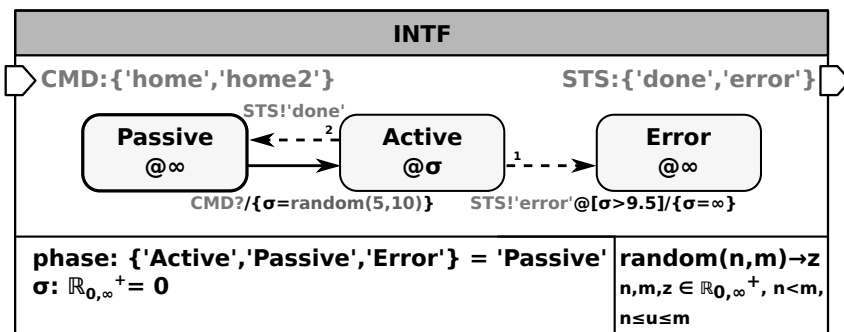 INTF
CMD:{'home','home2'}
STS:{'done','error'}
STS!'done'
Passive
@∞
2
Active
@σ
1
Error
@∞
CMD?/{σ=random(5,10)}
STS!'error'@[σ>9.5]/{σ=∞}
phase: {'Active','Passive','Error'} = 'Passive'
σ: ℝ₀,∞⁺= 0
random(n,m)→z
n,m,z ∈ ℝ₀,∞⁺, n<m,
n≤u≤m